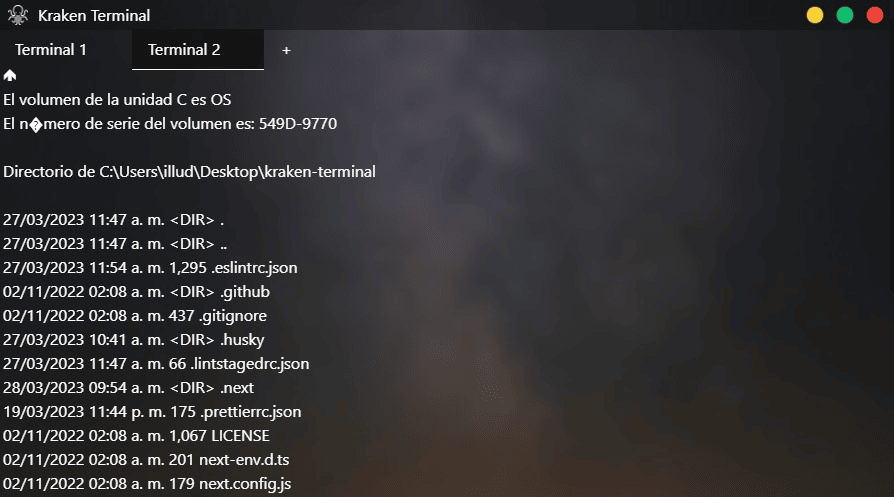 Kraken Terminal
Terminal 1 Terminal 2 +
El volumen de la unidad C es OS
El n�mero de serie del volumen es: 549D-9770
Directorio de C:\Users\illud\Desktop\kraken-terminal
27/03/2023 11:47 a. m. <DIR> .
27/03/2023 11:47 a. m. <DIR> ..
27/03/2023 11:54 a. m. 1,295 .eslintrc.json
02/11/2022 02:08 a. m. <DIR> .github
02/11/2022 02:08 a. m. 437 .gitignore
27/03/2023 10:41 a. m. <DIR> .husky
27/03/2023 11:47 a. m. 66 .lintstagedrc.json
28/03/2023 09:54 a. m. <DIR> .next
19/03/2023 11:44 p. m. 175 .prettierrc.json
02/11/2022 02:08 a. m. 1,067 LICENSE
02/11/2022 02:08 a. m. 201 next-env.d.ts
02/11/2022 02:08 a. m. 179 next.config.js